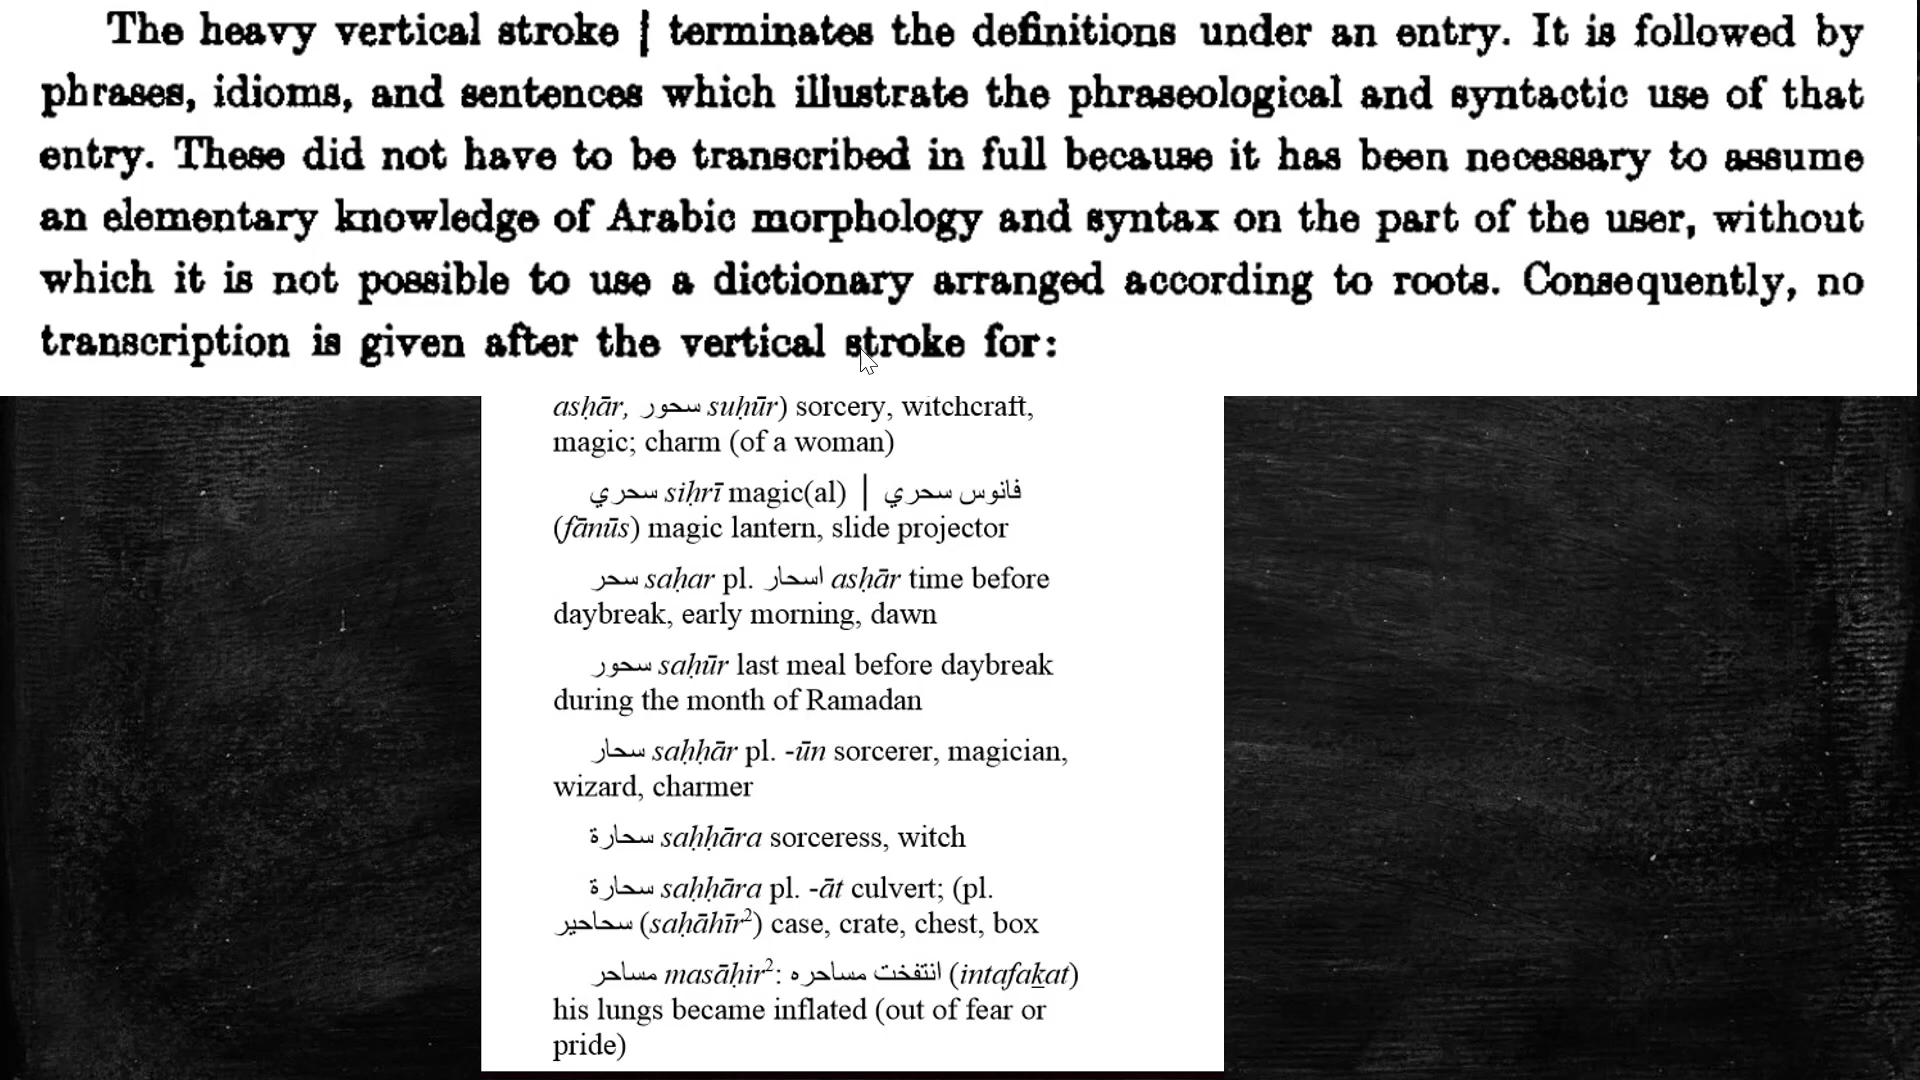 The heavy vertical stroke | terminates the definitions under an entry. It is followed by
phrases, idioms, and sentences which illustrate the phraseological and syntactic use of that
entry. These did not have to be transcribed in full because it has been necessary to assume
an elementary knowledge of Arabic morphology and syntax on the part of the user, without
which it is not possible to use a dictionary arranged according to roots. Consequently, no
transcription is given after the vertical stroke for:
asḥār, سحور suḥūr) sorcery, witchcraft,
magic; charm (of a woman)
سحري siḥrī magic(al) | فانوس سحري
(fānūs) magic lantern, slide projector
سحر saḥar pl. اسحار asḥār time before
daybreak, early morning, dawn
سحور saḥūr last meal before daybreak
during the month of Ramadan
سحار saḥḥār pl. -ūn sorcerer, magician,
wizard, charmer
سحارة saḥḥāra sorceress, witch
سحارة saḥḥāra pl. -āt culvert; (pl.
سحاحير (saḥāhīr²) case, crate, chest, box
مساحر masāḥir²: انتفخت مساحره (intafaḵat)
his lungs became inflated (out of fear or
pride)